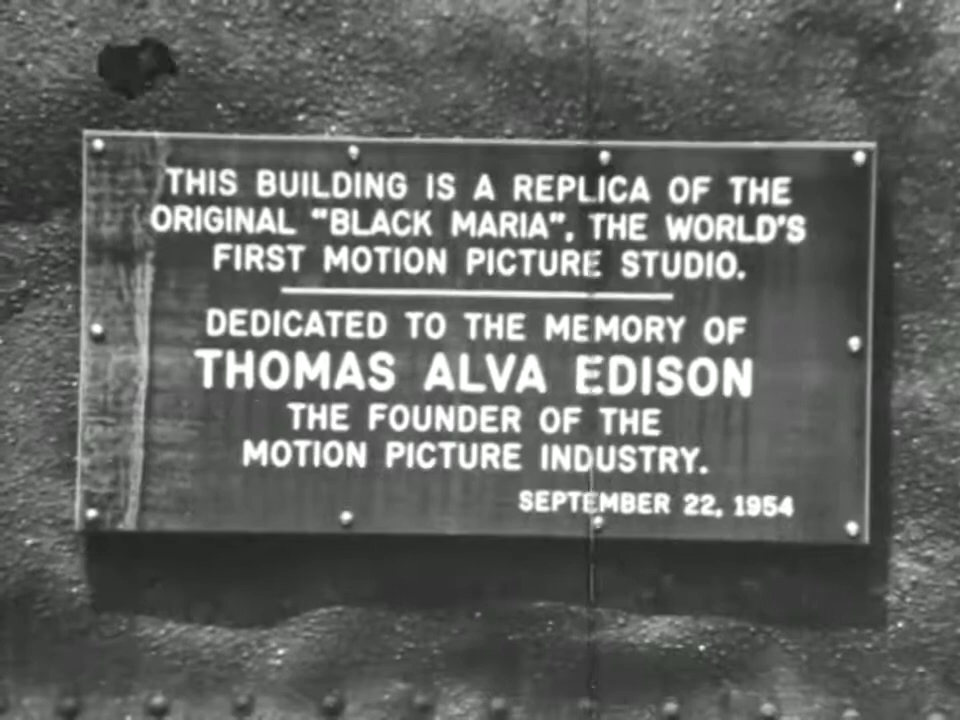 THIS BUILDING IS A REPLICA OF THE
ORIGINAL "BLACK MARIA", THE WORLD'S
FIRST MOTION PICTURE STUDIO.
DEDICATED TO THE MEMORY OF
THOMAS ALVA EDISON
THE FOUNDER OF THE
MOTION PICTURE INDUSTRY.
SEPTEMBER 22, 1954